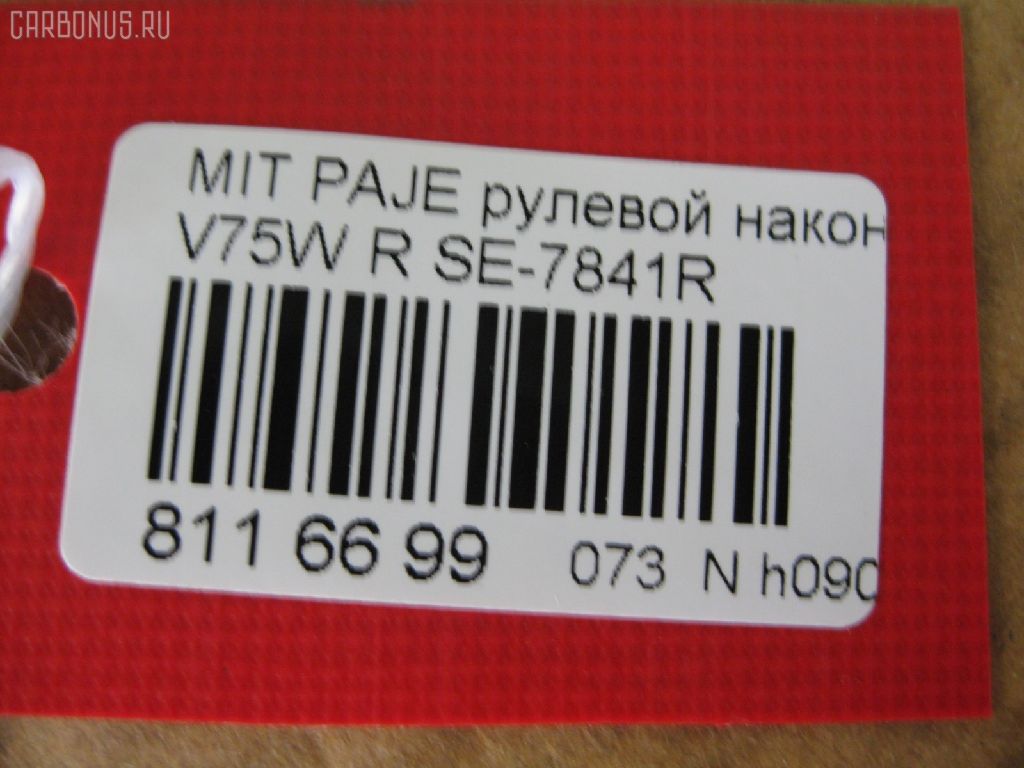 CARBONUS.RU
MIT PAJE рулевой након
V75W R SE-7841R
811 66 99 073 N h090